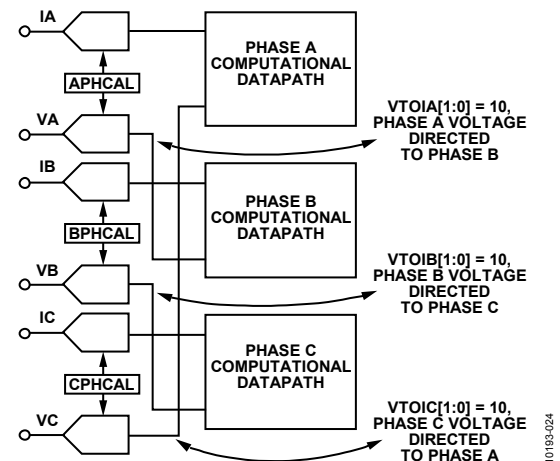 IA
PHASE A
COMPUTATIONAL
DATAPATH
APHCAL
VTOIA[1:0] = 10,
PHASE A VOLTAGE
DIRECTED
TO PHASE B
VA
IB
PHASE B
COMPUTATIONAL
DATAPATH
BPHCAL
VTOIB[1:0] = 10,
PHASE B VOLTAGE
DIRECTED
TO PHASE C
VB
IC
PHASE C
COMPUTATIONAL
DATAPATH
CPHCAL
VTOIC[1:0] = 10,
PHASE C VOLTAGE
DIRECTED
TO PHASE A
VC
10193-024